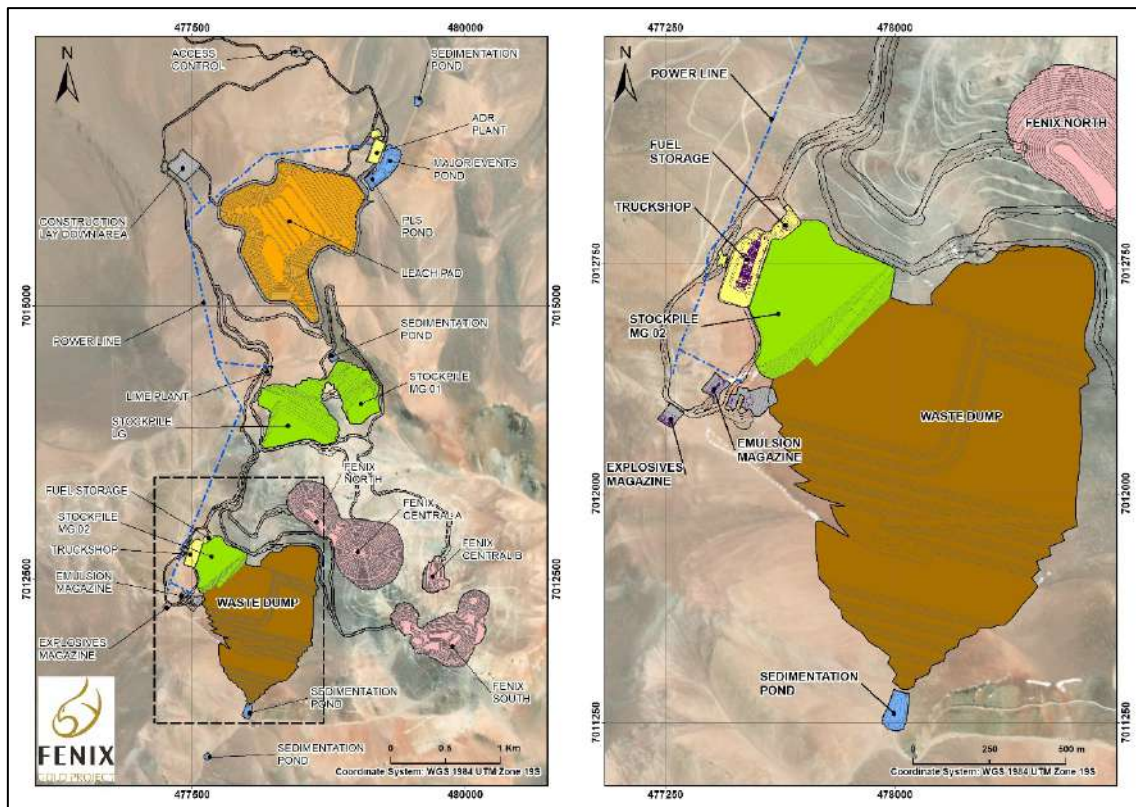 477500
480000
N
ACCESS
CONTROL
SEDIMENTATION
POND
ADR
PLANT
MAJOR EVENTS
POND
CONSTRUCTION
LAY DOWN AREA
PLS
POND
LEACH PAD
7015000
7015000
POWER LINE
SEDIMENTATION
POND
LIME PLANT
STOCKPILE
MG 01
STOCKPILE
LG
FENIX
NORTH
FUEL STORAGE
FENIX
CENTRAL A
STOCKPILE
MG 02
TRUCKSHOP
FENIX
CENTRAL B
EMULSION
MAGAZINE
7012500
7012500
WASTE DUMP
EXPLOSIVES
MAGAZINE
FENIX
SOUTH
SEDIMENTATION
POND
SEDIMENTATION
POND
FENIX
GOLD PROJECT
0 0.5 1 Km
Coordinate System: WGS 1984 UTM Zone 19S
477500
480000
477250
478000
N
POWER LINE
FENIX NORTH
FUEL
STORAGE
TRUCKSHOP
7012750
7012750
STOCKPILE
MG 02
WASTE DUMP
EMULSION
MAGAZINE
EXPLOSIVES
MAGAZINE
7012000
7012000
SEDIMENTATION
POND
7011250
7011250
0 250 500 m
Coordinate System: WGS 1984 UTM Zone 19S
477250
478000